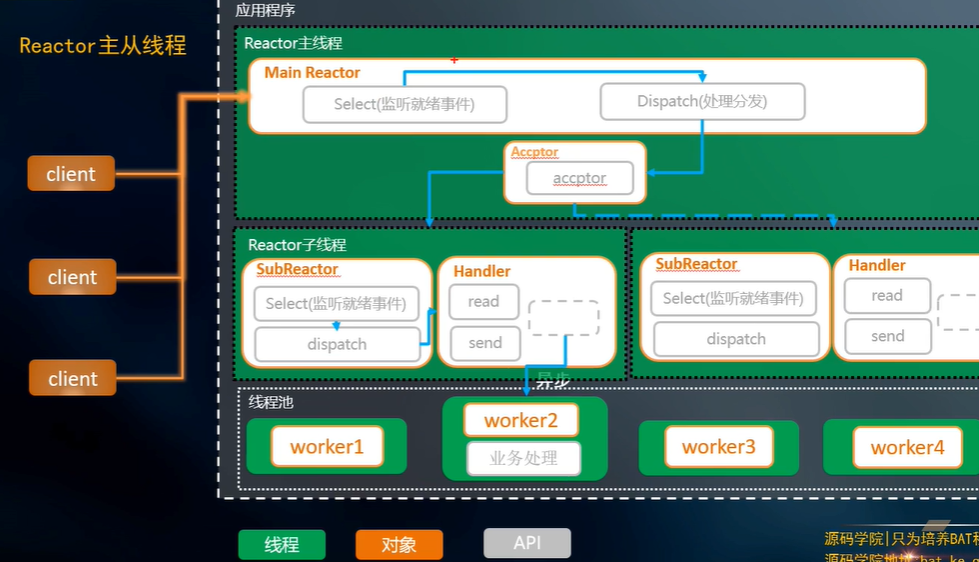 应用程序
Reactor主从线程
Reactor主线程
Main Reactor
Select(监听就绪事件)
Dispatch(处理分发)
Accptor
accptor
client
client
client
Reactor子线程
SubReactor
Select(监听就绪事件)
dispatch
Handler
read
send
SubReactor
Select(监听就绪事件)
dispatch
Handler
read
send
异步
线程池
worker1
worker2
业务处理
worker3
worker4
线程
对象
API
源码学院|只为培养BAT
源码学院地址:bat.ke.q